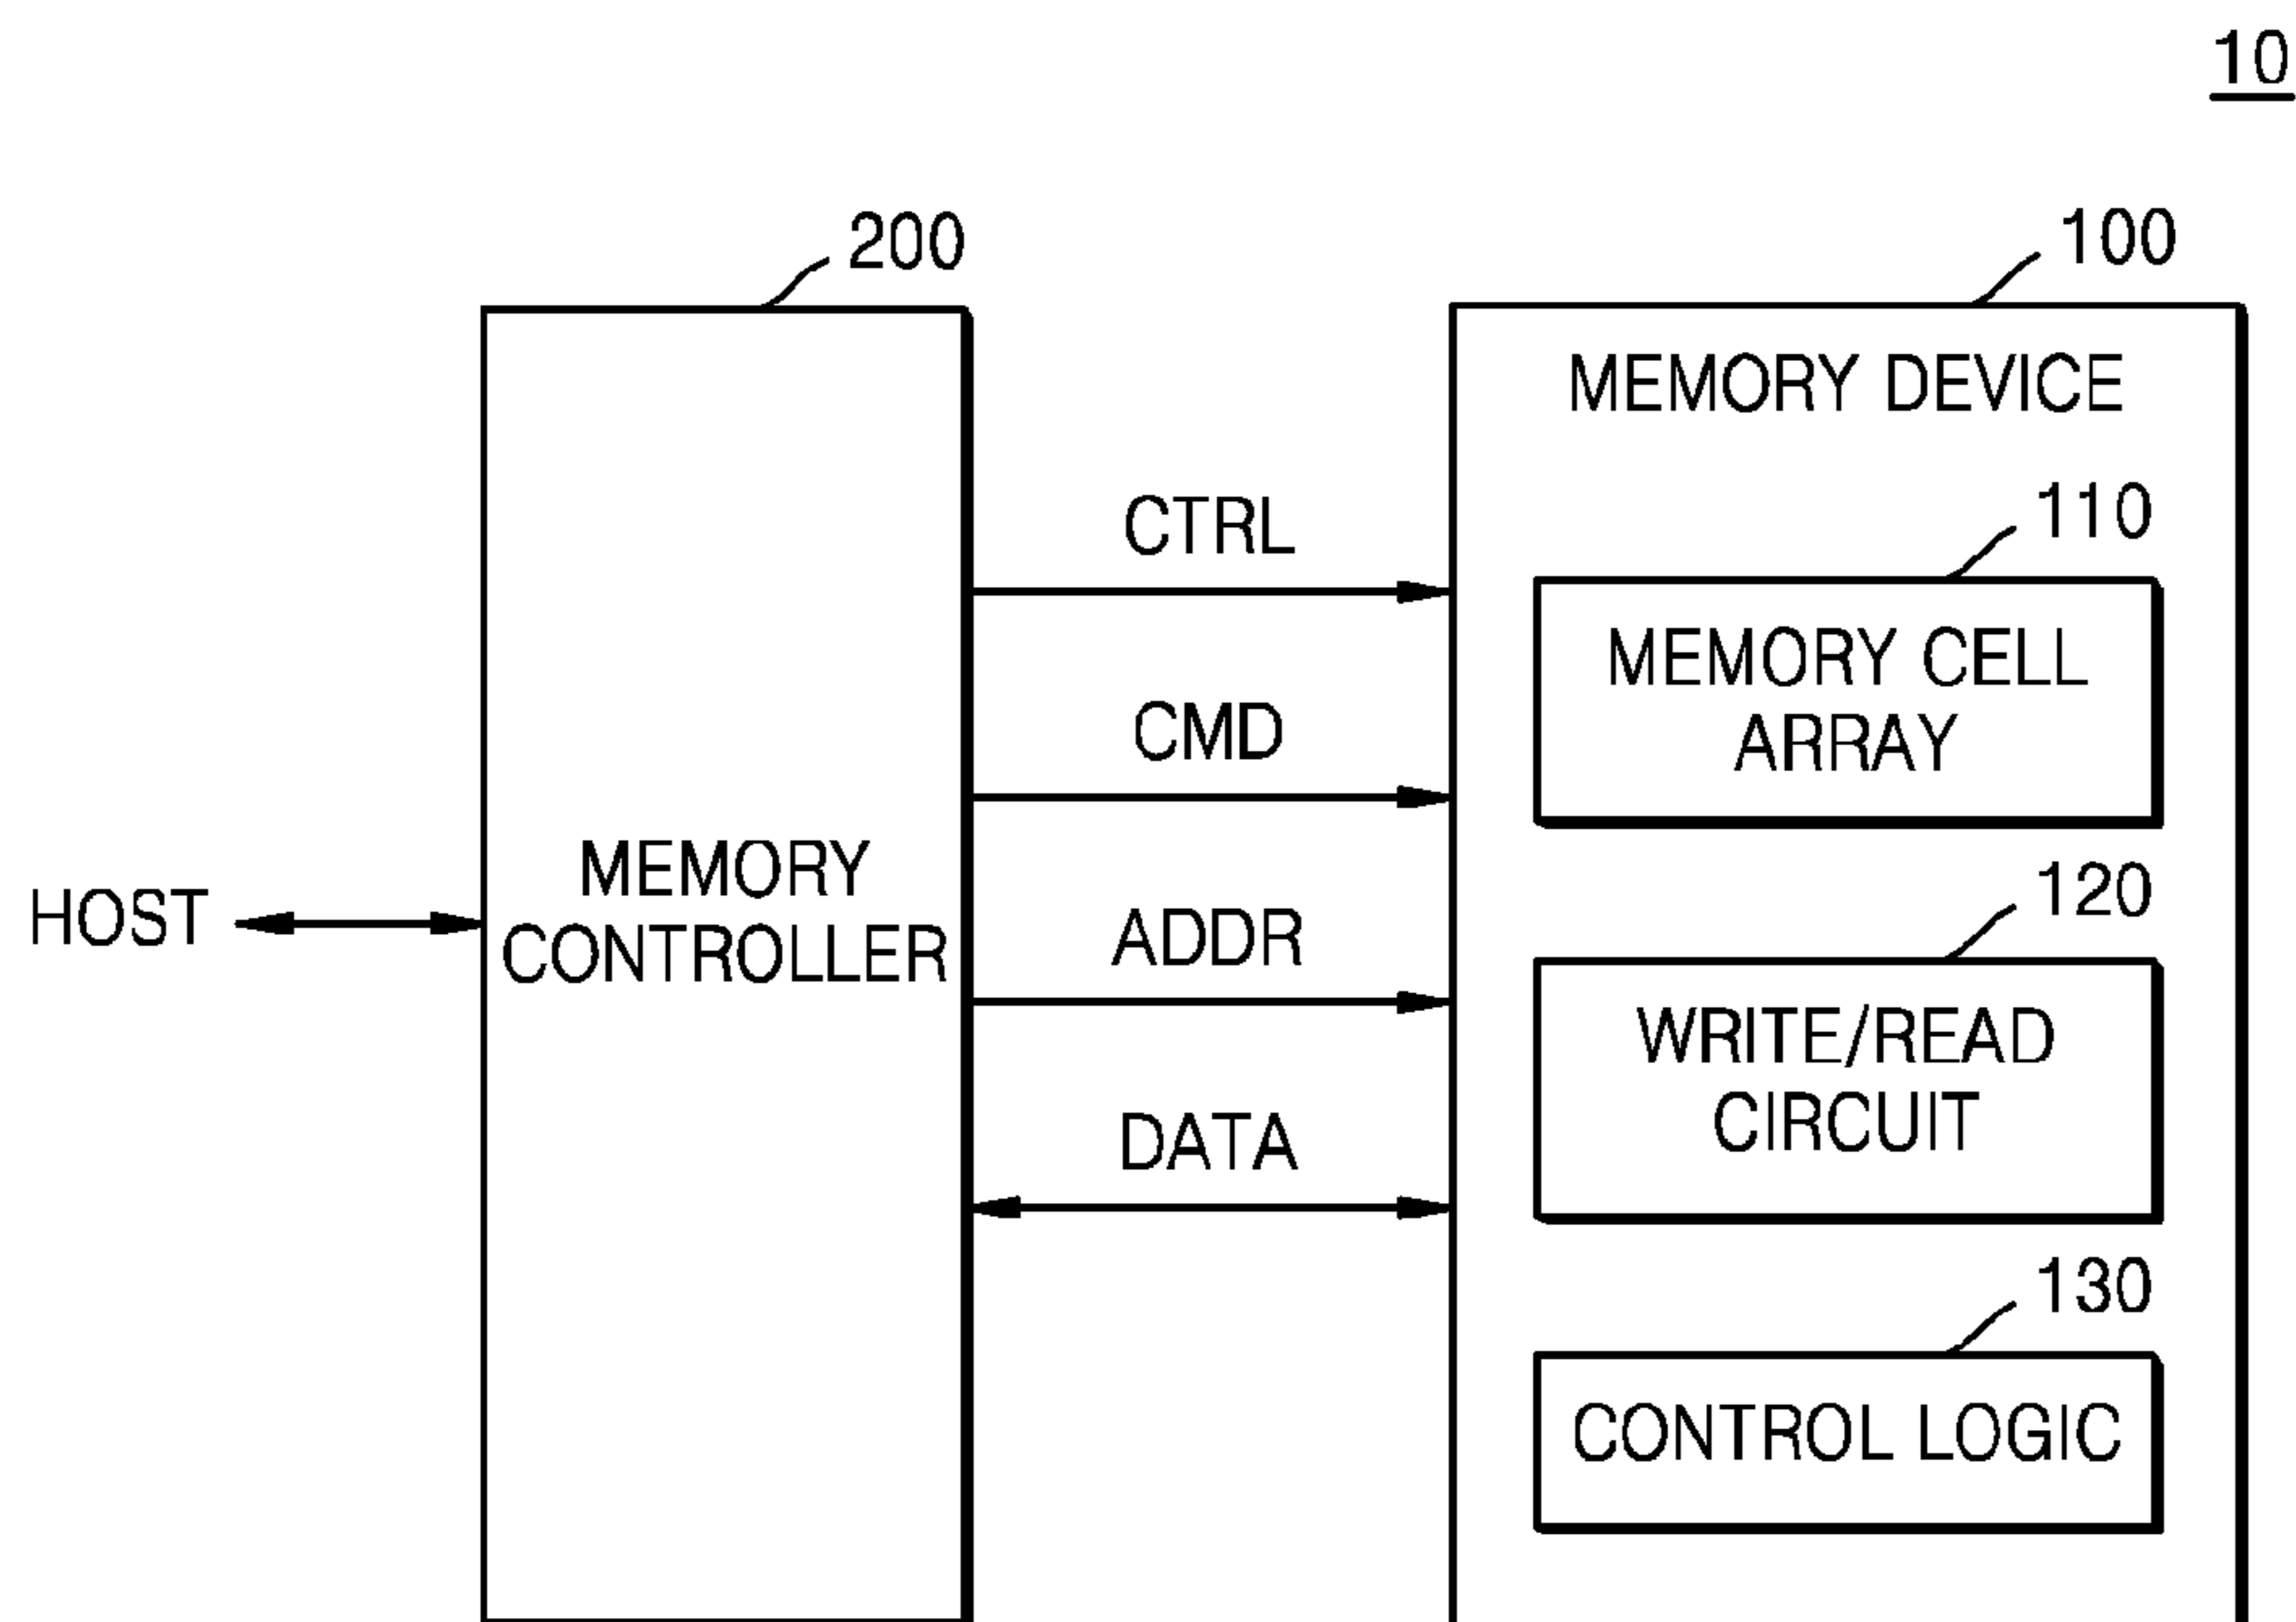 10
200
100
MEMORY DEVICE
CTRL
110
MEMORY CELL
ARRAY
CMD
MEMORY
CONTROLLER
HOST
ADDR
120
WRITE/READ
CIRCUIT
DATA
130
CONTROL LOGIC